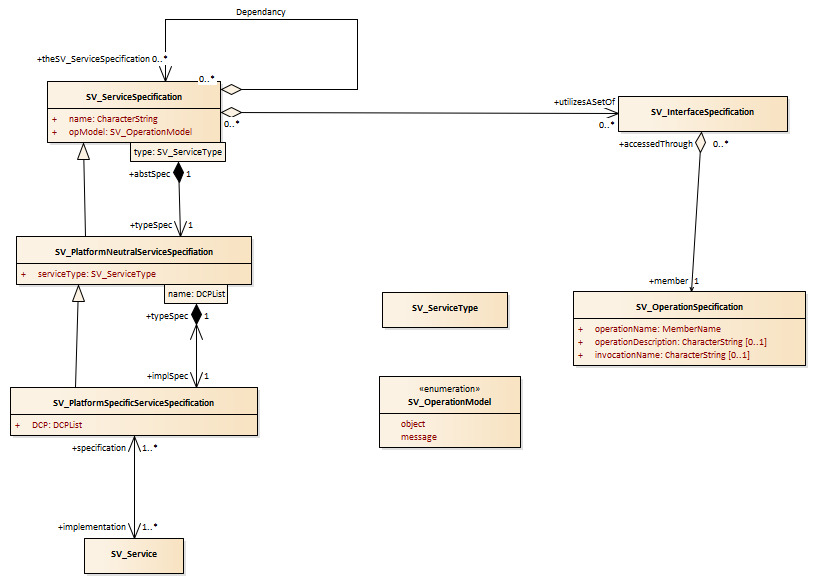 Dependancy
+theSV_ServiceSpecification 0..*
0..*
SV_ServiceSpecification
+ name: CharacterString
+ opModel: SV_OperationModel
0..*
+utilizesASetOf
0..*
SV_InterfaceSpecification
type: SV_ServiceType
+abstSpec 1
+accessedThrough 0..*
+typeSpec 1
SV_PlatformNeutralServiceSpecifiation
+ serviceType: SV_ServiceType
name: DCPList
+typeSpec 1
+member 1
SV_ServiceType
SV_OperationSpecification
+ operationName: MemberName
+ operationDescription: CharacterString [0..1]
+ invocationName: CharacterString [0..1]
+implSpec 1
SV_PlatformSpecificServiceSpecification
+ DCP: DCPList
«enumeration»
SV_OperationModel
object
message
+specification 1..*
+implementation 1..*
SV_Service